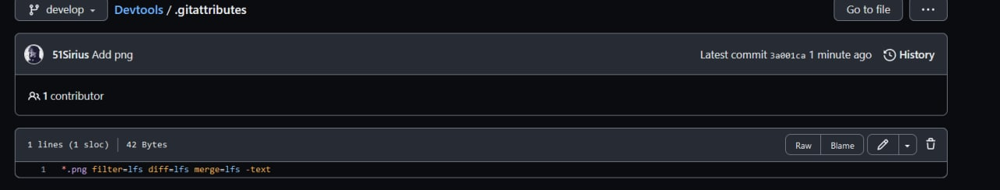 develop
Devtools / .gitattributes
Go to file
51Sirius Add png
Latest commit 3a001ca 1 minute ago
History
1 contributor
1 lines (1 sloc)
42 Bytes
Raw
Blame
1 *.png filter=lfs diff=lfs merge=lfs -text